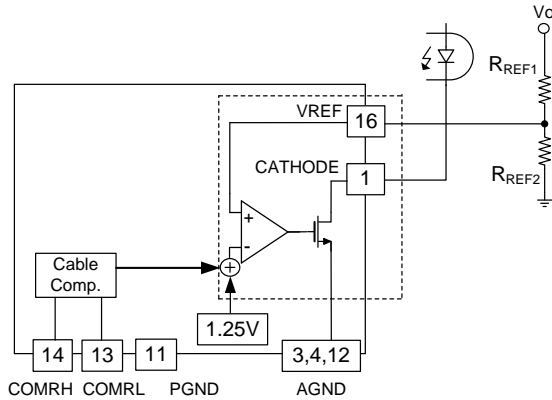 Vo
RREF1
VREF
16
CATHODE
1
RREF2
+
-
Cable
Comp.
+
1.25V
14
13
11
3,4,12
COMRH
COMRL
PGND
AGND